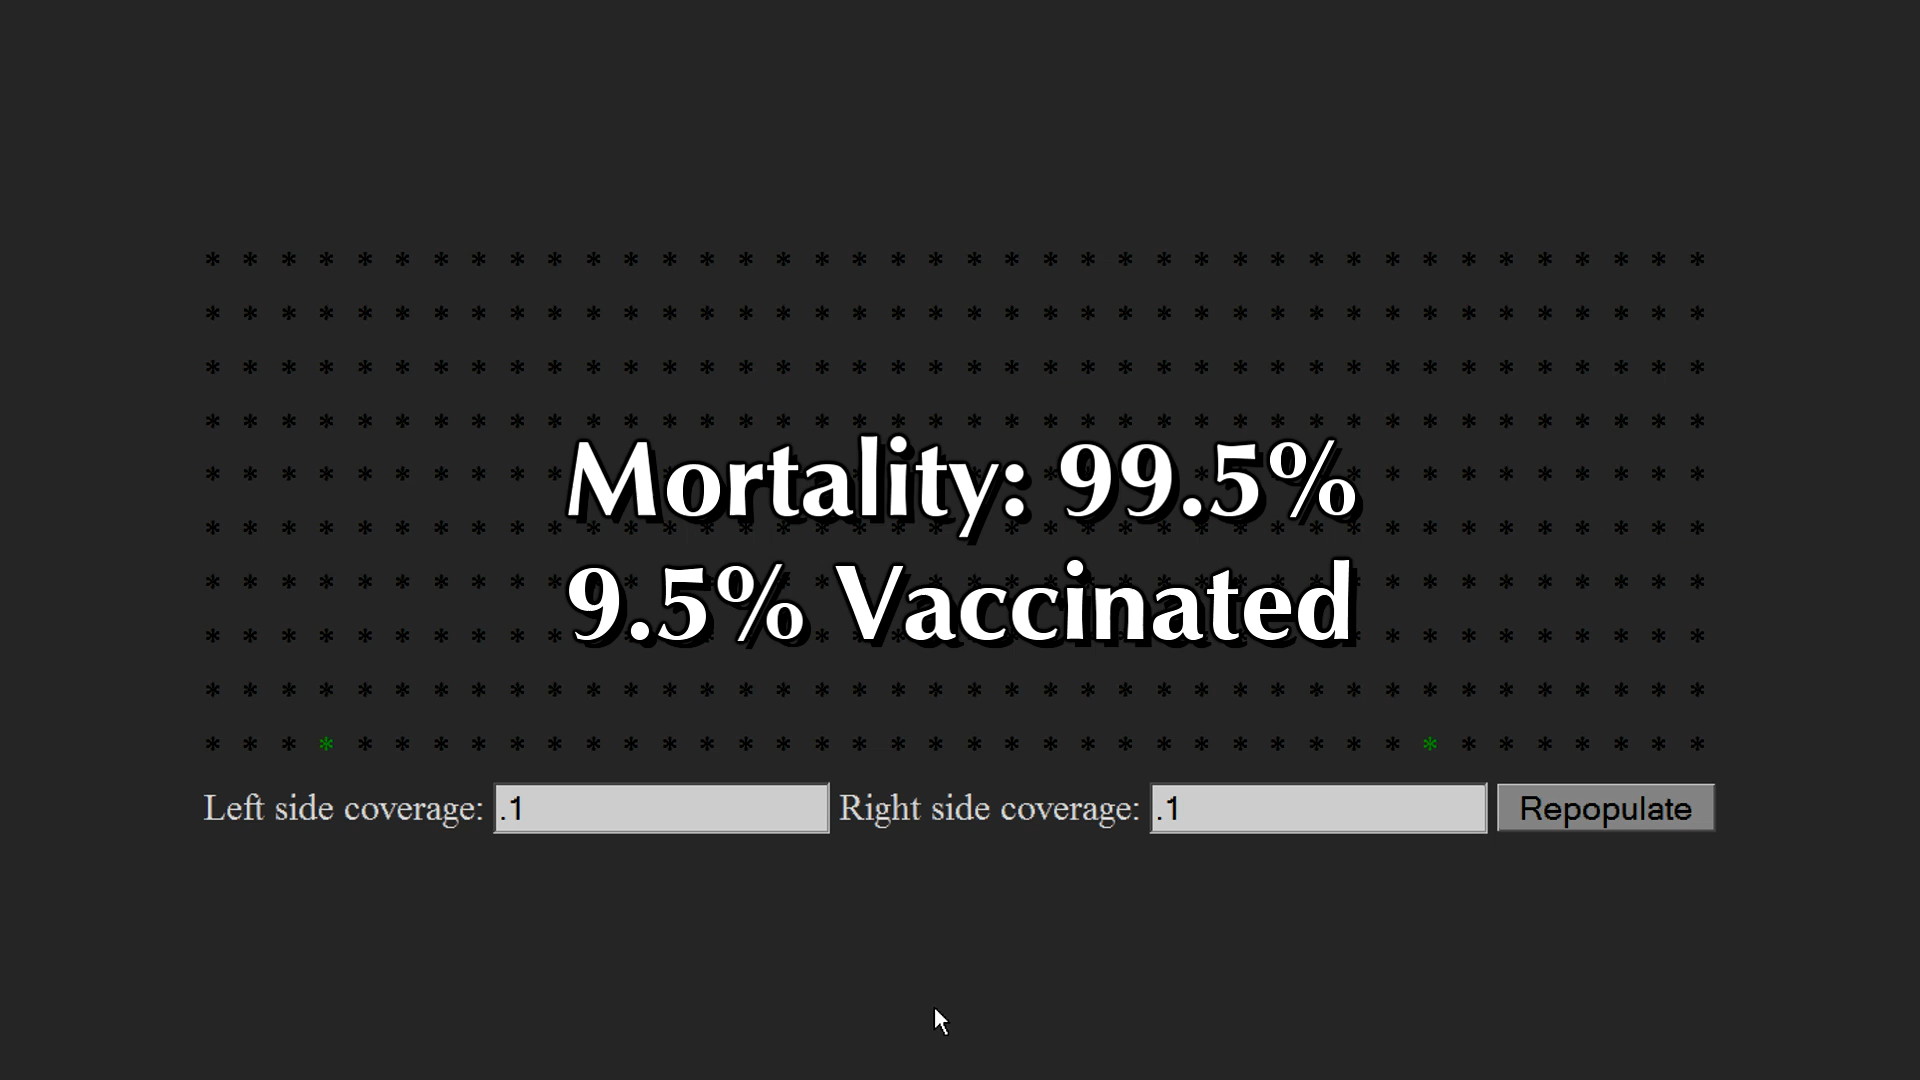 * * * * * * * * * * * * * * * * * * * * * * * * * * * * * * * * * * * * * * * *
* * * * * * * * * * * * * * * * * * * * * * * * * * * * * * * * * * * * * * * *
* * * * * * * * * * * * * * * * * * * * * * * * * * * * * * * * * * * * * * * *
* * * * * * * * * * * * * * * * * * * * * * * * * * * * * * * * * * * * * * * *
Mortality: 99.5%
9.5% Vaccinated
* * * * * * * * * * * * * * * * * * * * * * * * * * * * * * * * * * * * * * * *
* * * * * * * * * * * * * * * * * * * * * * * * * * * * * * * * * * * * * * * *
Left side coverage: .1 Right side coverage: .1 Repopulate